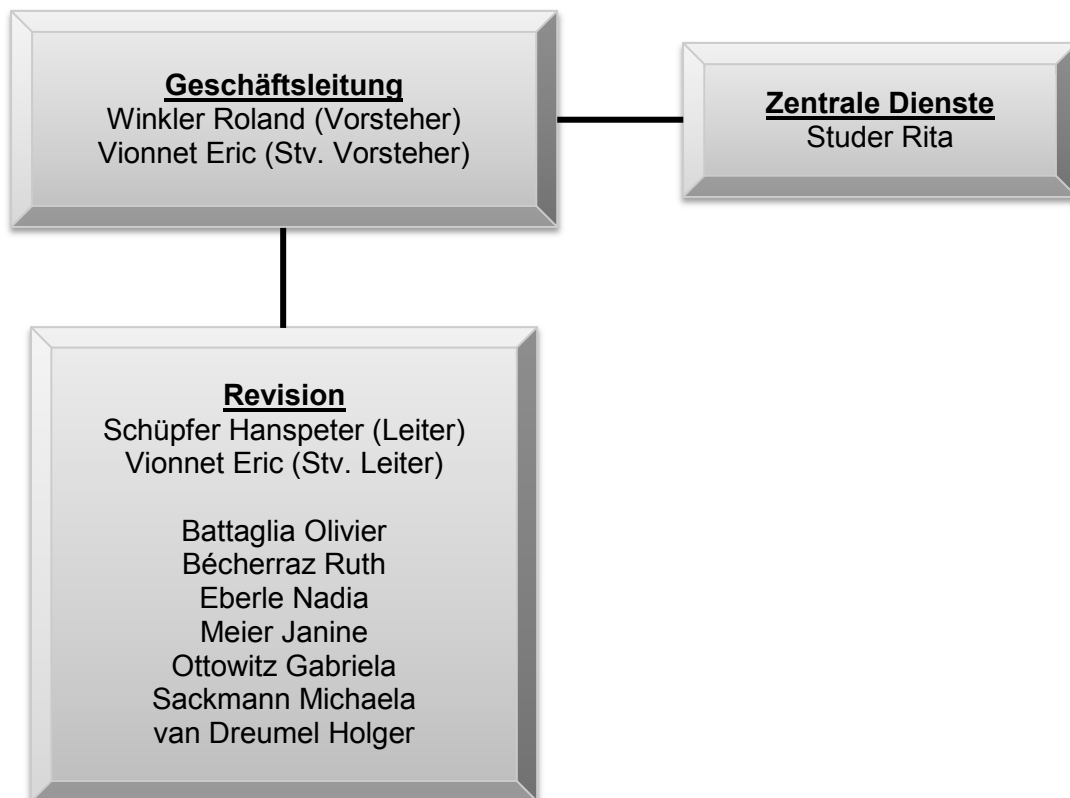 Geschäftsleitung
Winkler Roland (Vorsteher)
Vionnet Eric (Stv. Vorsteher)
Zentrale Dienste
Studer Rita
Revision
Schüpfer Hanspeter (Leiter)
Vionnet Eric (Stv. Leiter)
Battaglia Olivier
Bécherraz Ruth
Eberle Nadia
Meier Janine
Ottowitz Gabriela
Sackmann Michaela
van Dreumel Holger